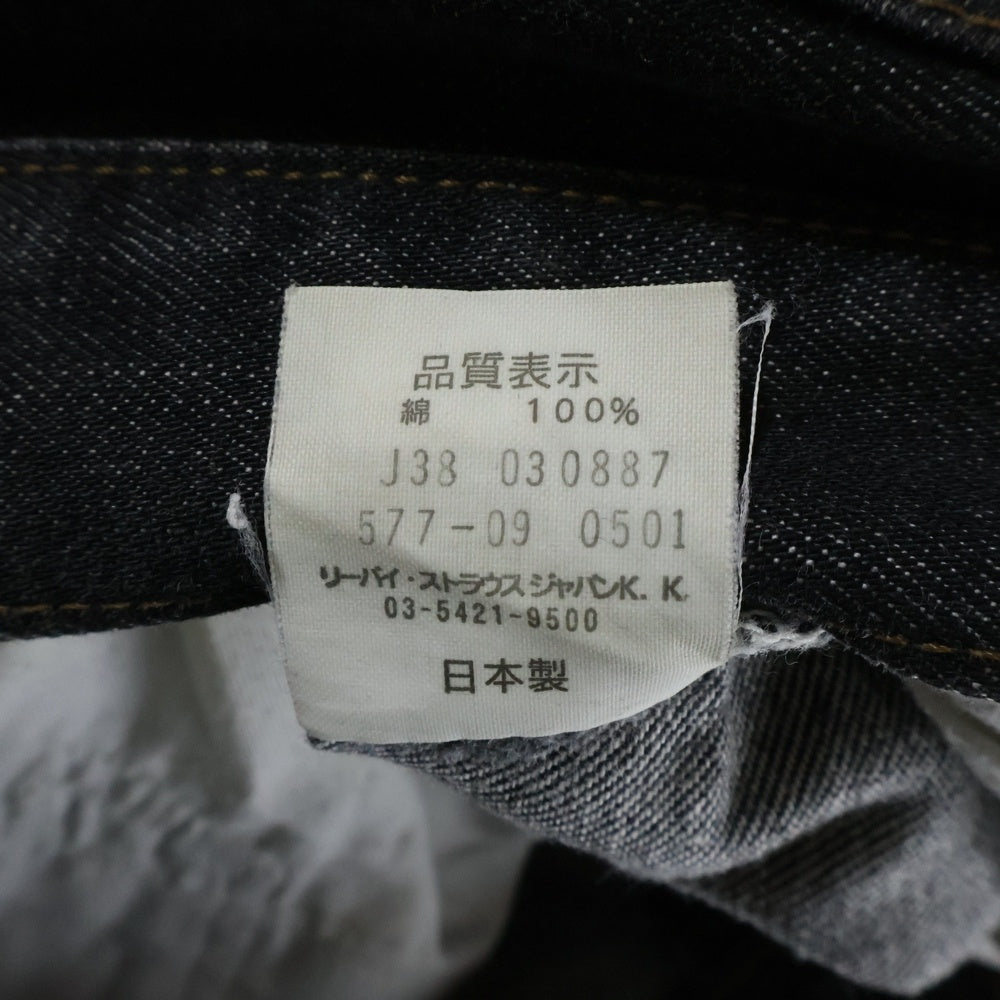 品質表示
綿 100%
J38 030887
577-09 0501
リーバイ・ストラウスジャパンK.K.
03-5421-9500
日本製